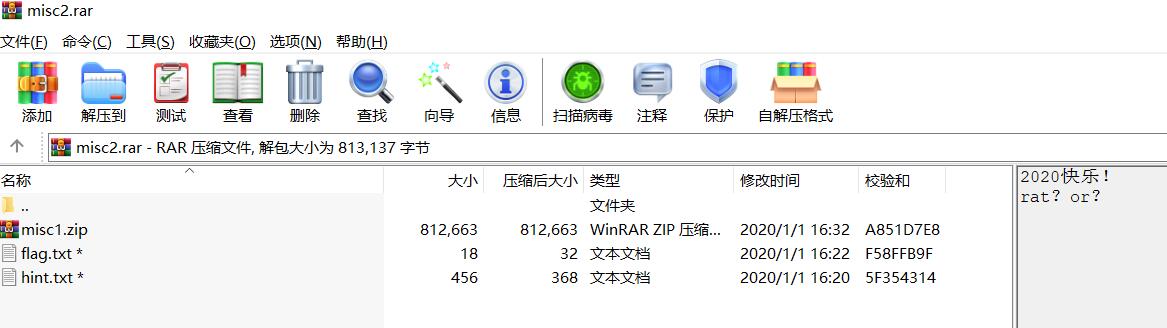 misc2.rar
文件(F) 命令(C) 工具(S) 收藏夹(O) 选项(N) 帮助(H)
添加 解压到 测试 查看 删除 查找 向导 信息 扫描病毒 注释 保护 自解压格式
misc2.rar - RAR 压缩文件, 解包大小为 813,137 字节
名称 大小 压缩后大小 类型 修改时间 校验和
.. 文件夹
misc1.zip 812,663 812,663 WinRAR ZIP 压缩... 2020/1/1 16:32 A851D7E8
flag.txt * 18 32 文本文档 2020/1/1 16:22 F58FFB9F
hint.txt * 456 368 文本文档 2020/1/1 16:20 5F354314
2020快乐！
rat？or？